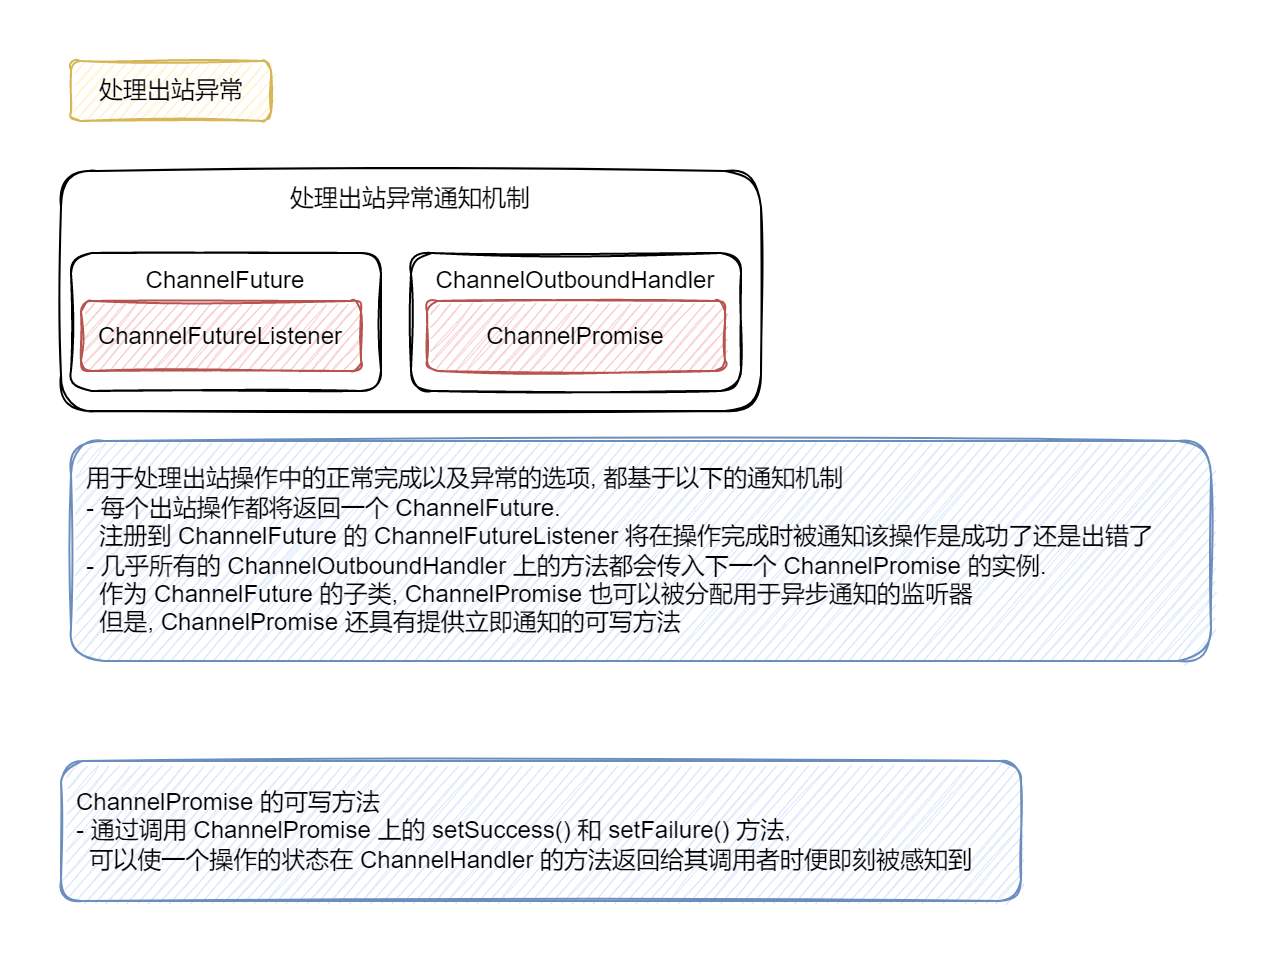 处理出站异常
处理出站异常通知机制
ChannelFuture
ChannelOutboundHandler
ChannelFutureListener
ChannelPromise
用于处理出站操作中的正常完成以及异常的选项, 都基于以下的通知机制
- 每个出站操作都将返回一个 ChannelFuture.
注册到 ChannelFuture 的 ChannelFutureListener 将在操作完成时被通知该操作是成功了还是出错了
- 几乎所有的 ChannelOutboundHandler 上的方法都会传入下一个 ChannelPromise 的实例.
作为 ChannelFuture 的子类, ChannelPromise 也可以被分配用于异步通知的监听器
但是, ChannelPromise 还具有提供立即通知的可写方法
ChannelPromise 的可写方法
- 通过调用 ChannelPromise 上的 setSuccess() 和 setFailure() 方法,
可以使一个操作的状态在 ChannelHandler 的方法返回给其调用者时便即刻被感知到